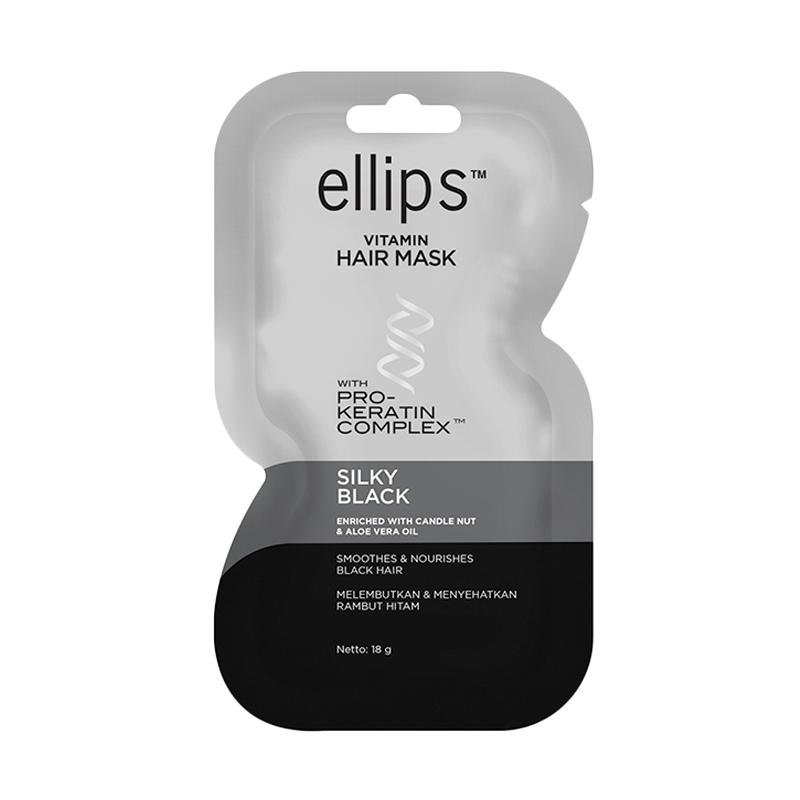 ellips™
VITAMIN
HAIR MASK
WITH
PRO-
KERATIN
COMPLEX™
SILKY
BLACK
ENRICHED WITH CANDLE NUT
& ALOE VERA OIL
SMOOTHES & NOURISHES
BLACK HAIR
MELEMBUTKAN & MENYEHATKAN
RAMBUT HITAM
Netto: 18 g